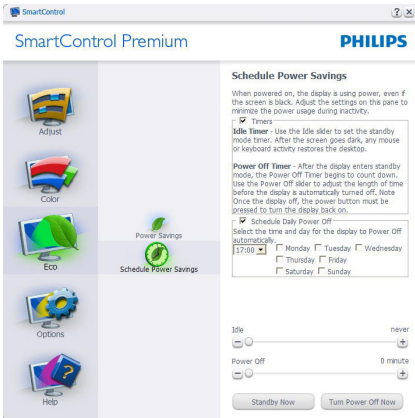 SmartControl
SmartControl Premium
PHILIPS
Adjust
Color
Eco
Options
Help
Power Savings
Schedule Power Savings
Schedule Power Savings
When powered on, the display is using power, even if
the screen is black. Adjust the settings on this pane to
minimize the power usage during inactivity.
Timers
Idle Timer - Use the Idle slider to set the standby
mode timer. After the screen goes dark, any mouse
or keyboard activity restores the desktop.
Power Off Timer - After the display enters standby
mode, the Power Off Timer begins to count down.
Use the Power Off slider to adjust the length of time
before the display is automatically turned off. Note
Once the display off, the power button must be
pressed to turn the display back on.
Schedule Daily Power Off
Select the time and day for the display to Power Off
automatically.
17:00 Monday Tuesday Wednesday
Thursday Friday
Saturday Sunday
Idle never
Power Off 0 minute
Standby Now Turn Power Off Now